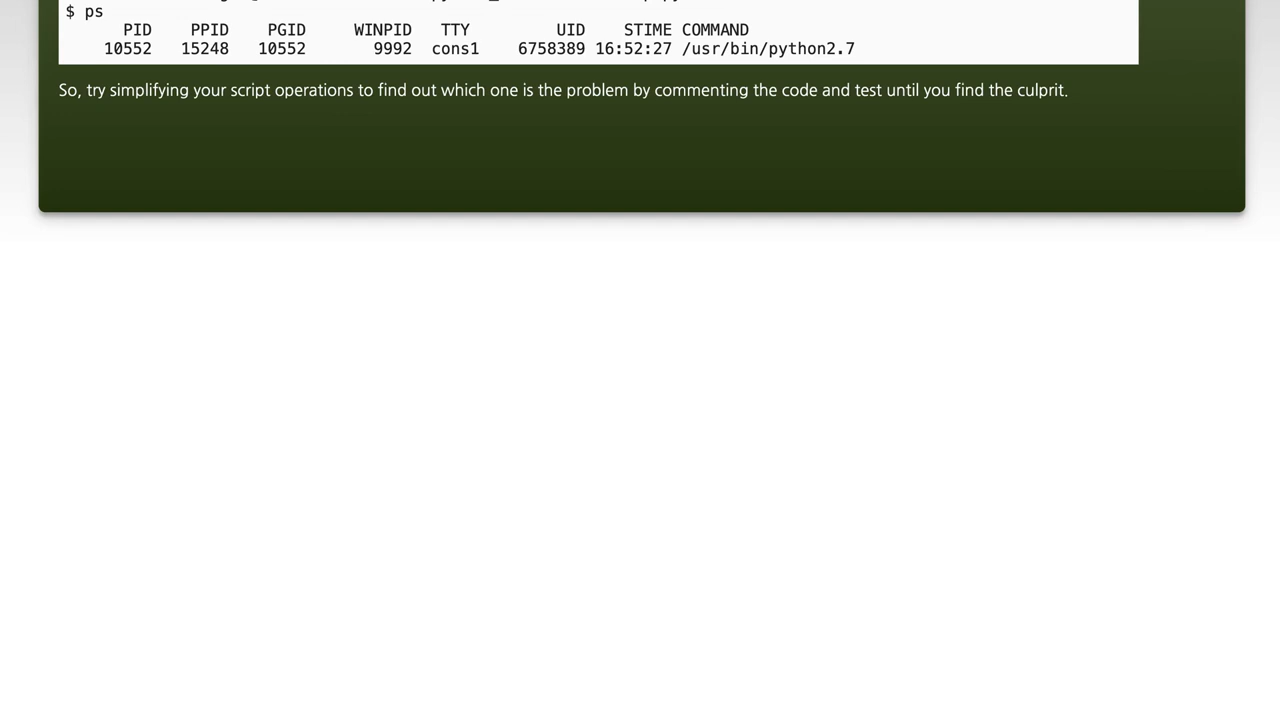 $ ps
PID PPID PGID WINPID TTY UID STIME COMMAND
10552 15248 10552 9992 cons1 6758389 16:52:27 /usr/bin/python2.7
So, try simplifying your script operations to find out which one is the problem by commenting the code and test until you find the culprit.